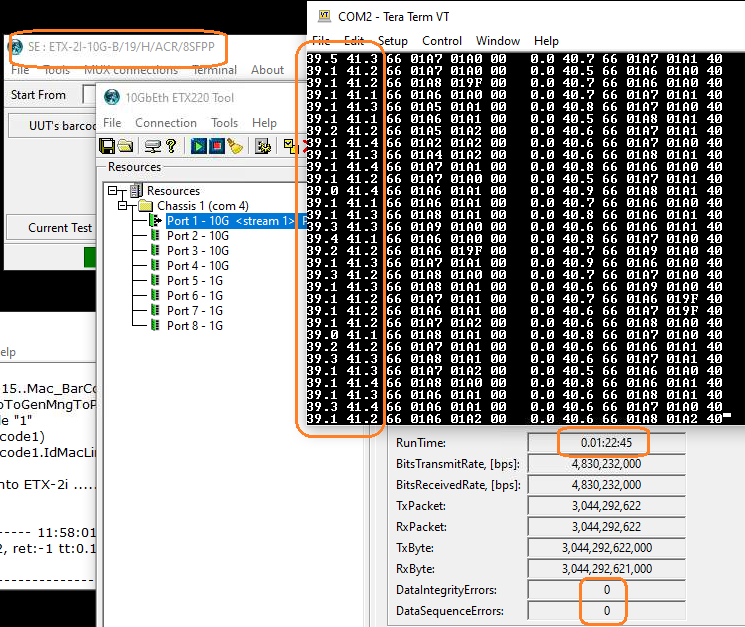 COM2 - Tera Term VT
File Edit Setup Control Window Help
SE : ETX-2I-10G-B/19/H/ACR/8SFPP
File Tools MUX connections Terminal About
Start From
UUT's barcod
Current Test
10GbEth ETX220 Tool
File Connection Tools Help
Resources
Resources
Chassis 1 (com 4)
Port 1 - 10G <stream 1>
Port 2 - 10G
Port 3 - 10G
Port 4 - 10G
Port 5 - 1G
Port 6 - 1G
Port 7 - 1G
Port 8 - 1G
39.5 41.3 66 01A7 01A0 00 0.0 40.7 66 01A7 01A1 40
39.1 41.2 66 01A7 01A0 00 0.0 40.5 66 01A6 01A0 40
39.1 41.2 66 01A8 019F 00 0.0 40.7 66 01A6 01A0 40
39.1 41.1 66 01A6 01A0 00 0.0 40.7 66 01A7 01A1 40
39.1 41.3 66 01A5 01A1 00 0.0 40.8 66 01A7 01A0 40
39.1 41.1 66 01A6 01A1 00 0.0 40.5 66 01A8 01A1 40
39.2 41.2 66 01A5 01A2 00 0.0 40.6 66 01A7 01A1 40
39.1 41.4 66 01A6 01A2 00 0.0 40.6 66 01A7 01A0 40
39.1 41.3 66 01A4 01A2 00 0.0 40.6 66 01A8 01A1 40
39.1 41.4 66 01A7 01A1 00 0.0 40.8 66 01A6 01A0 40
39.1 41.2 66 01A7 01A0 00 0.0 40.5 66 01A7 01A1 40
39.0 41.4 66 01A6 01A1 00 0.0 40.9 66 01A8 01A1 40
39.1 41.1 66 01A6 01A0 00 0.0 40.6 66 01A7 01A1 40
39.1 41.3 66 01A6 01A1 00 0.0 40.6 66 01A6 01A1 40
39.3 41.3 66 01A9 01A0 00 0.0 40.6 66 01A6 01A1 40
39.4 41.1 66 01A6 01A0 00 0.0 40.8 66 01A7 01A0 40
39.2 41.2 66 01A6 019F 00 0.0 40.7 66 01A9 01A0 40
39.1 41.3 66 01A7 01A1 00 0.0 40.9 66 01A6 01A1 40
39.3 41.3 66 01A8 01A0 00 0.0 40.7 66 01A7 01A0 40
39.1 41.3 66 01A8 01A1 00 0.0 40.6 66 01A9 01A0 40
39.1 41.2 66 01A7 01A1 00 0.0 40.7 66 01A6 019F 40
39.1 41.2 66 01A6 01A1 00 0.0 40.6 66 01A7 019F 40
39.1 41.2 66 01A7 01A2 00 0.0 40.6 66 01A8 01A0 40
39.0 41.1 66 01A8 01A1 00 0.0 40.8 66 01A7 01A0 40
39.2 41.2 66 01A7 01A1 00 0.0 40.6 66 01A6 01A1 40
39.3 41.3 66 01A8 01A1 00 0.0 40.6 66 01A7 01A1 40
39.1 41.3 66 01A7 01A2 00 0.0 40.5 66 01A6 01A0 40
39.1 41.4 66 01A8 01A0 00 0.0 40.8 66 01A6 01A1 40
39.1 41.3 66 01A6 01A1 00 0.0 40.6 66 01A8 01A1 40
39.3 41.4 66 01A6 01A1 00 0.0 40.6 66 01A7 01A0 40
39.1 41.2 66 01A6 01A2 00 0.0 40.6 66 01A8 01A2 40
elp
15..Mac_BarCo
oToGenMngToP
de "1"
code1)
code1.IdMacLin
nto ETX-2i .....
----- 11:58:01
2, ret:-1 tt:0.1
RunTime: 0.01:22:45
BitsTransmitRate, [bps]: 4,830,232,000
BitsReceivedRate, [bps]: 4,830,232,000
TxPacket: 3,044,292,622
RxPacket: 3,044,292,622
TxByte: 3,044,292,622,000
RxByte: 3,044,292,621,000
DataIntegrityErrors: 0
DataSequenceErrors: 0